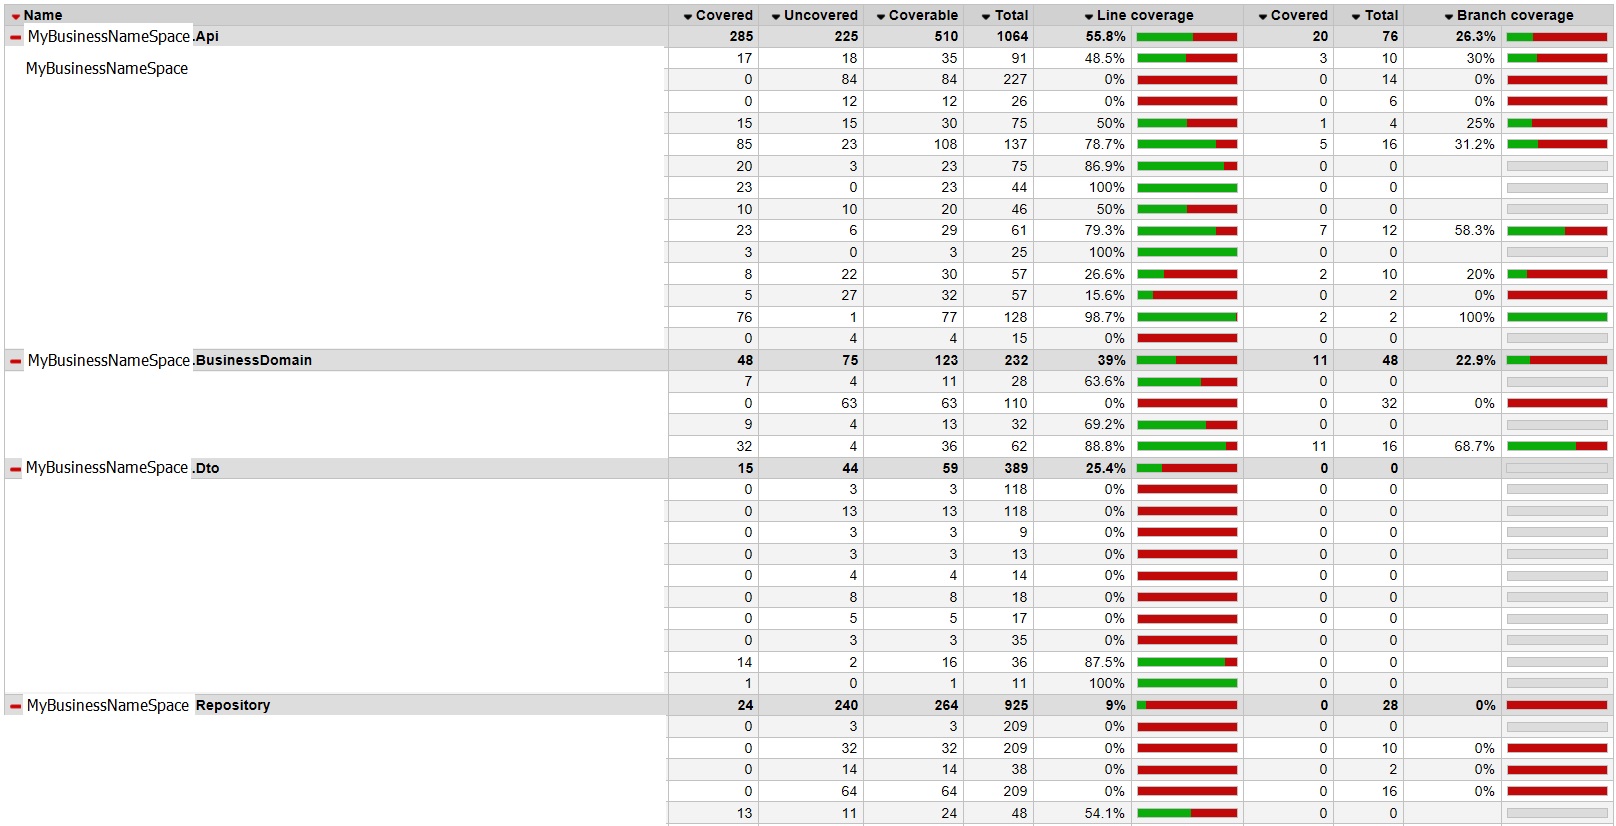 Name Covered Uncovered Coverable Total Line coverage Covered Total Branch coverage
MyBusinessNameSpace .Api 285 225 510 1064 55.8% 20 76 26.3%
17 18 35 91 48.5% 3 10 30%
MyBusinessNameSpace
0 84 84 227 0% 0 14 0%
0 12 12 26 0% 0 6 0%
15 15 30 75 50% 1 4 25%
85 23 108 137 78.7% 5 16 31.2%
20 3 23 75 86.9% 0 0
23 0 23 44 100% 0 0
10 10 20 46 50% 0 0
23 6 29 61 79.3% 7 12 58.3%
3 0 3 25 100% 0 0
8 22 30 57 26.6% 2 10 20%
5 27 32 57 15.6% 0 2 0%
76 1 77 128 98.7% 2 2 100%
0 4 4 15 0% 0 0
MyBusinessNameSpace .BusinessDomain 48 75 123 232 39% 11 48 22.9%
7 4 11 28 63.6% 0 0
0 63 63 110 0% 0 32 0%
9 4 13 32 69.2% 0 0
32 4 36 62 88.8% 11 16 68.7%
MyBusinessNameSpace .Dto 15 44 59 389 25.4% 0 0
0 3 3 118 0% 0 0
0 13 13 118 0% 0 0
0 3 3 9 0% 0 0
0 3 3 13 0% 0 0
0 4 4 14 0% 0 0
0 8 8 18 0% 0 0
0 5 5 17 0% 0 0
0 3 3 35 0% 0 0
14 2 16 36 87.5% 0 0
1 0 1 11 100% 0 0
MyBusinessNameSpace Repository 24 240 264 925 9% 0 28 0%
0 3 3 209 0% 0 0
0 32 32 209 0% 0 10 0%
0 14 14 38 0% 0 2 0%
0 64 64 209 0% 0 16 0%
13 11 24 48 54.1% 0 0